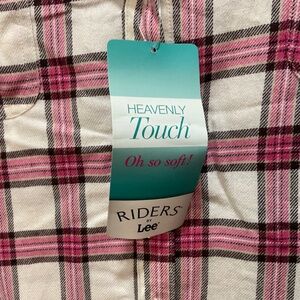 HEAVENLY
Touch
Oh so soft!
RIDERS
BY
Lee